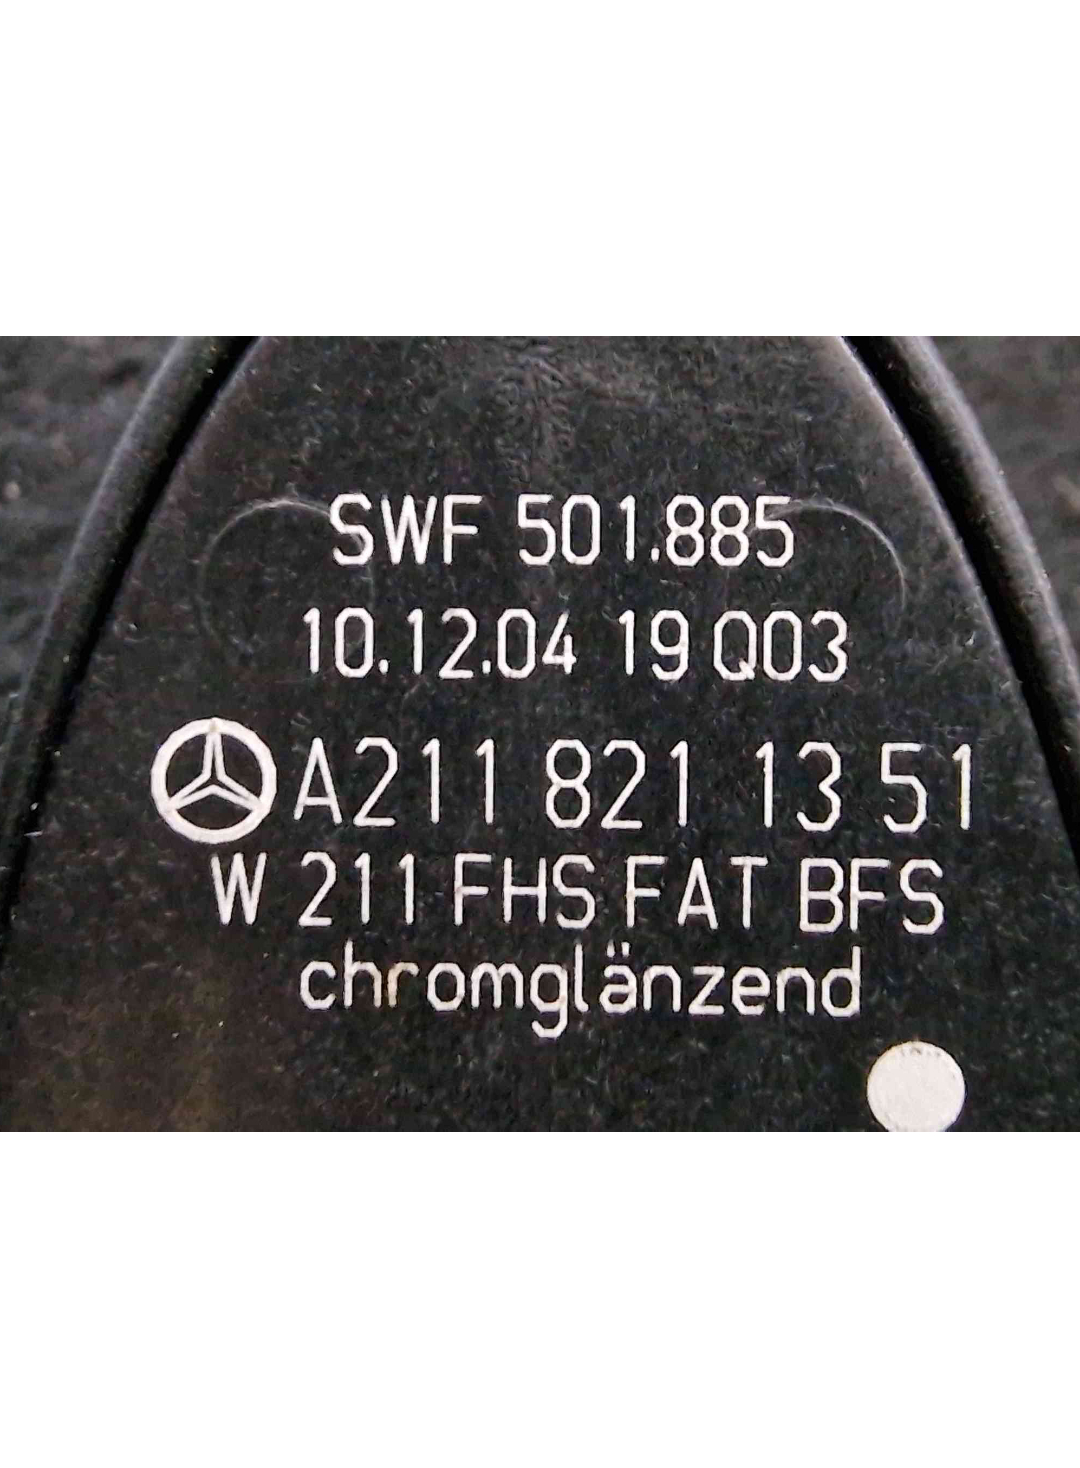 SWF 501.885
10.12.04 19 Q03
A211 821 13 51
W 211 FHS FAT BFS
chromglänzend